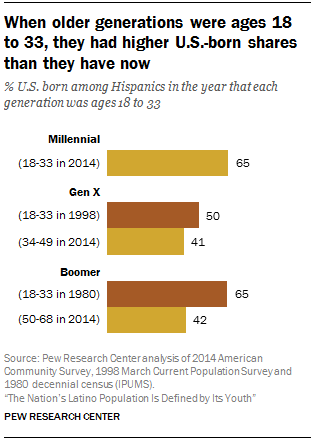 When older generations were ages 18
to 33, they had higher U.S.-born shares
than they have now
% U.S. born among Hispanics in the year that each
generation was ages 18 to 33
Millennial
(18-33 in 2014) 65
Gen X
(18-33 in 1998) 50
(34-49 in 2014) 41
Boomer
(18-33 in 1980) 65
(50-68 in 2014) 42
Source: Pew Research Center analysis of 2014 American
Community Survey, 1998 March Current Population Survey and
1980 decennial census (IPUMS).
“The Nation’s Latino Population Is Defined by Its Youth”
PEW RESEARCH CENTER